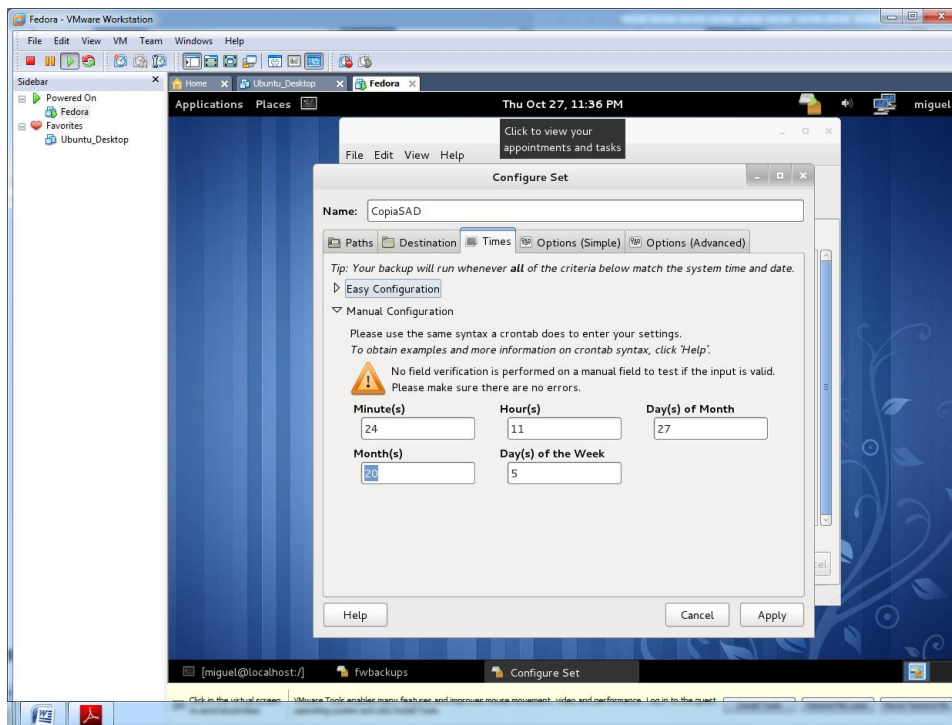 Fedora - VMware Workstation
File Edit View VM Team Windows Help
Sidebar ×
Home × Ubuntu_Desktop × Fedora ×
Powered On
Fedora
Favorites
Ubuntu_Desktop
Applications Places Thu Oct 27, 11:36 PM miguel
Click to view your
appointments and tasks
File Edit View Help
Configure Set
Name: CopiaSAD
Paths Destination Times Options (Simple) Options (Advanced)
Tip: Your backup will run whenever all of the criteria below match the system time and date.
Easy Configuration
Manual Configuration
Please use the same syntax a crontab does to enter your settings.
To obtain examples and more information on crontab syntax, click 'Help'.
No field verification is performed on a manual field to test if the input is valid.
Please make sure there are no errors.
Minute(s) Hour(s) Day(s) of Month
24 11 27
Month(s) Day(s) of the Week
20 5
Help Cancel Apply
[miguel@localhost:/] fwbackups Configure Set
Click in the virtual screen VMware Tools enables many features and improves mouse movement, video and performance. Log in to the guest